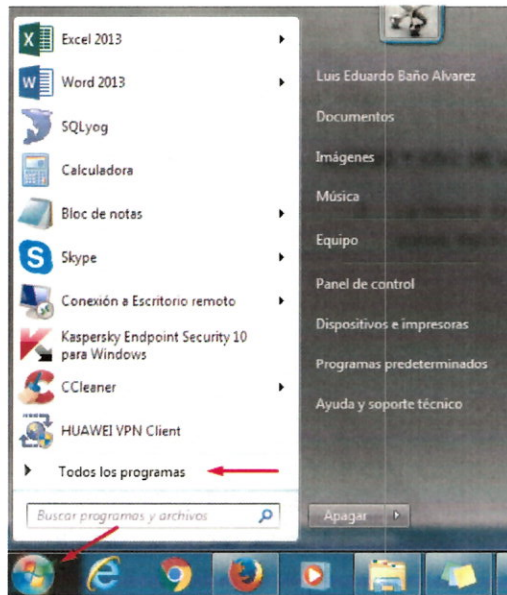 Excel 2013
Word 2013
SQLyog
Calculadora
Bloc de notas
Skype
Conexión a Escritorio remoto
Kaspersky Endpoint Security 10
para Windows
CCleaner
HUAWEI VPN Client
Todos los programas
Buscar programas y archivos
Luis Eduardo Baño Alvarez
Documentos
Imágenes
Música
Equipo
Panel de control
Dispositivos e impresoras
Programas predeterminados
Ayuda y soporte técnico
Apagar